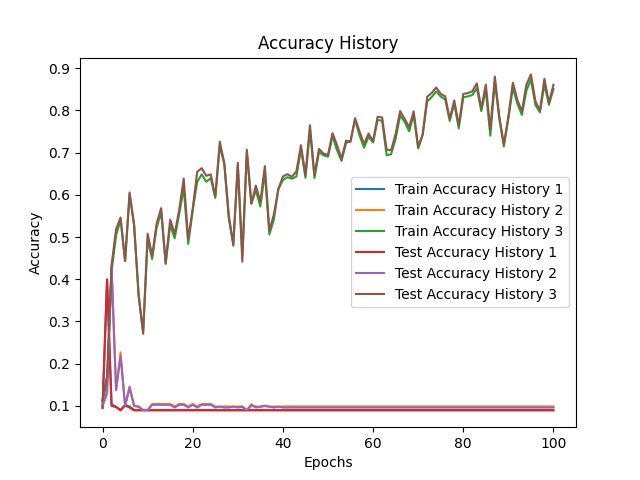 Accuracy History
Accuracy
0.9
0.8
0.7
0.6
0.5
0.4
0.3
0.2
0.1
Train Accuracy History 1
Train Accuracy History 2
Train Accuracy History 3
Test Accuracy History 1
Test Accuracy History 2
Test Accuracy History 3
0 20 40 60 80 100
Epochs